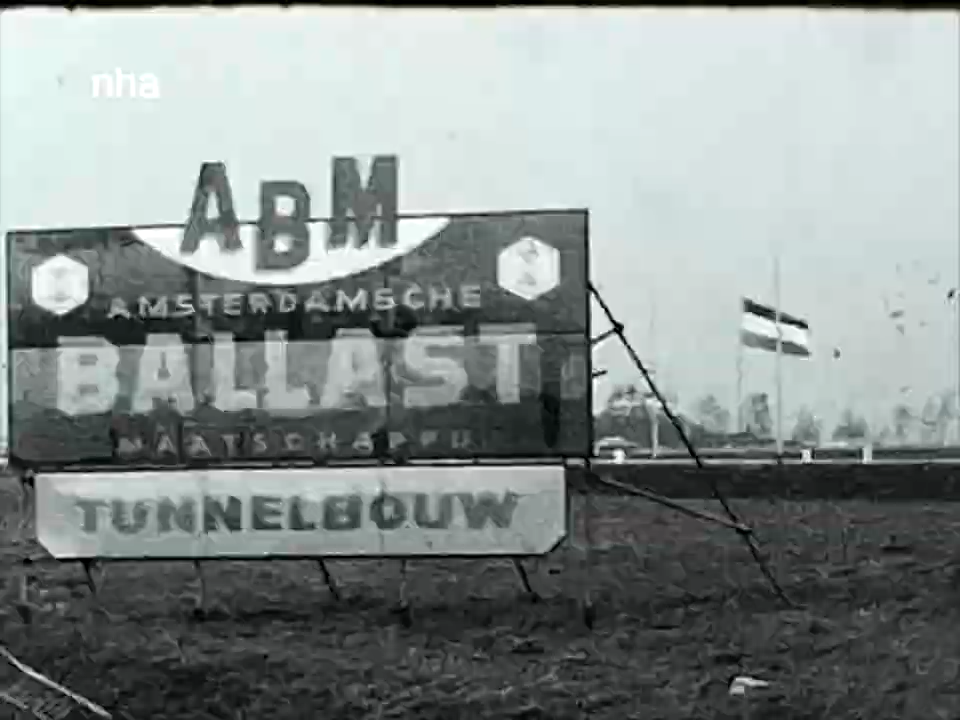 nha
ABM
AMSTERDAMSCHE
BALLAST
MAATSCHAPPIJ
TUNNELBOUW